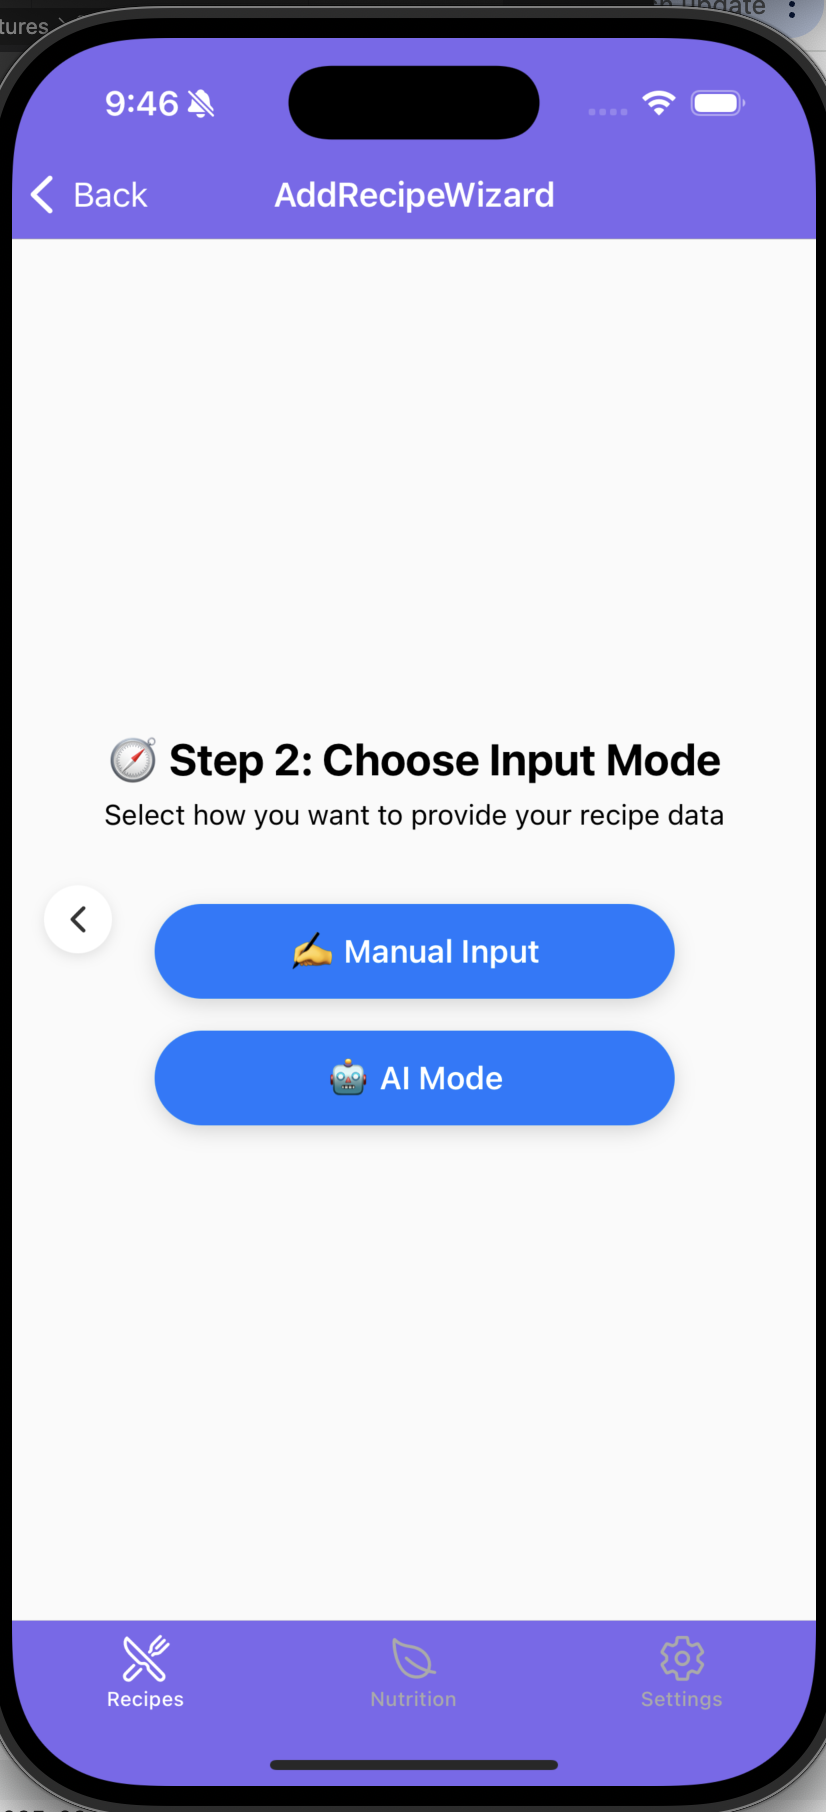 tures
update
9:46
Back
AddRecipeWizard
🧭 Step 2: Choose Input Mode
Select how you want to provide your recipe data
✍️ Manual Input
🤖 AI Mode
Recipes
Nutrition
Settings